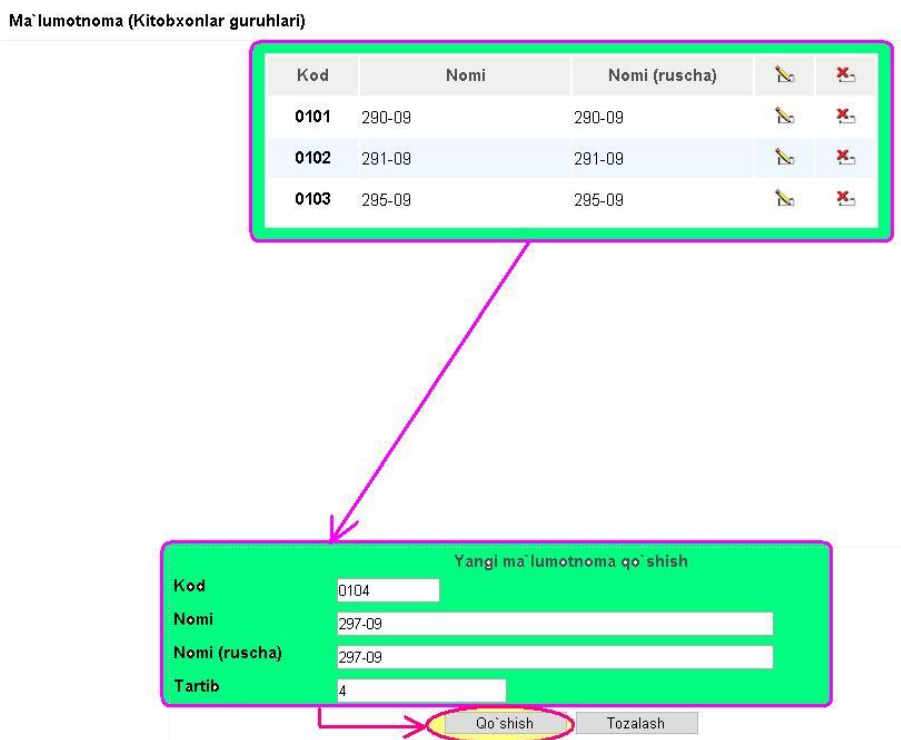 Ma`lumotnoma (Kitobxonlar guruhlari)
Kod Nomi Nomi (ruscha)
0101 290-09 290-09
0102 291-09 291-09
0103 295-09 295-09
Yangi ma`lumotnoma qo`shish
Kod 0104
Nomi 297-09
Nomi (ruscha) 297-09
Tartib 4
Qo`shish Tozalash